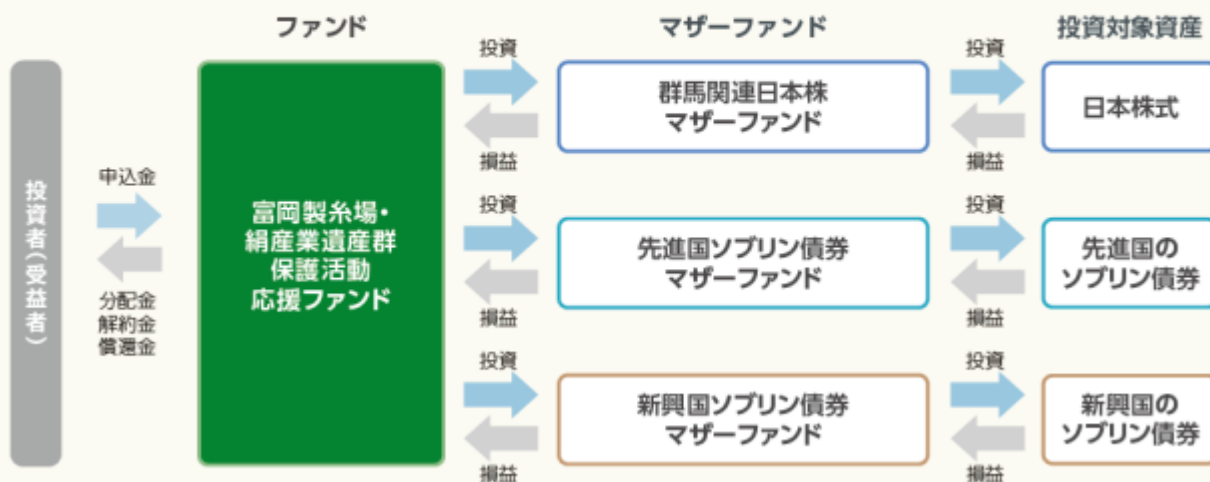 ファンド
マザーファンド
投資対象資産
投資者(受益者)
申込金
分配金
解約金
償還金
富岡製糸場・
絹産業遺産群
保護活動
応援ファンド
投資
損益
群馬関連日本株
マザーファンド
投資
損益
日本株式
投資
損益
先進国ソブリン債券
マザーファンド
投資
損益
先進国の
ソブリン債券
投資
損益
新興国ソブリン債券
マザーファンド
投資
損益
新興国の
ソブリン債券